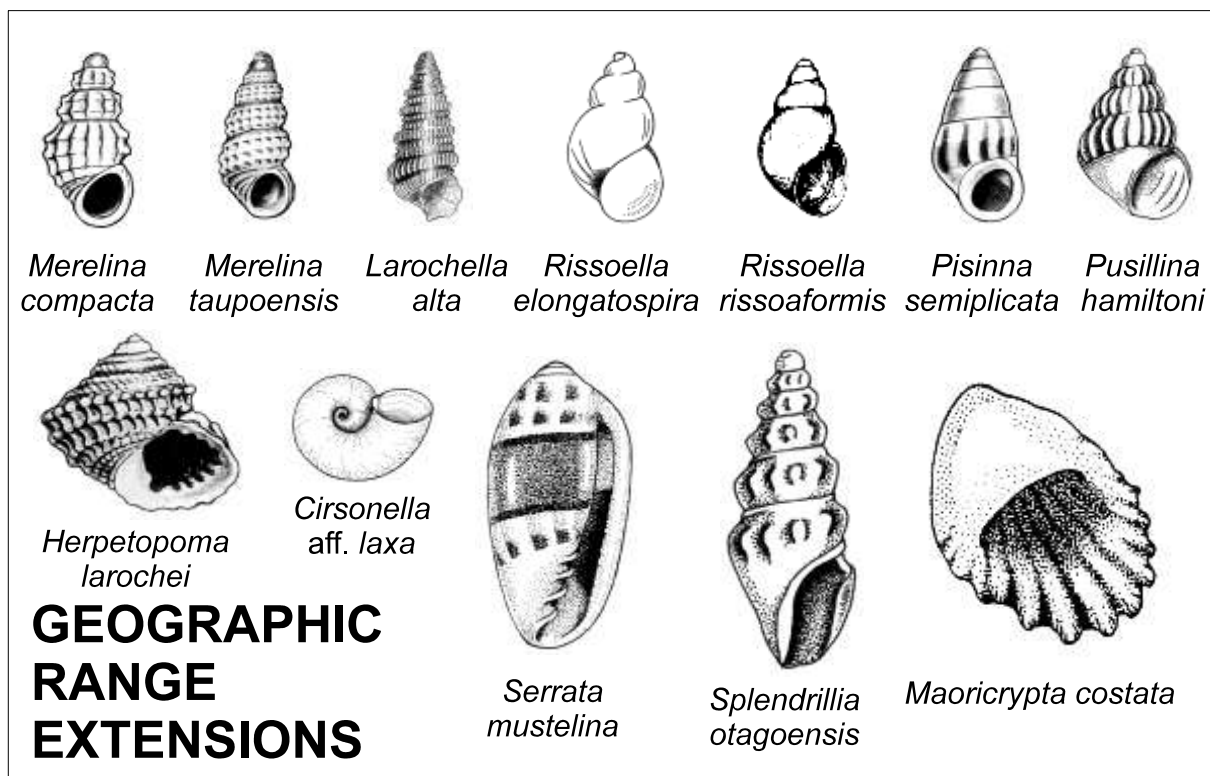 Merelina
compacta
Merelina
taupoensis
Larochella
alta
Rissoella
elongatospira
Rissoella
rissoaformis
Pisinna
semiplicata
Pusillina
hamiltoni
Herpetopoma
larochei
Cirsonella
aff. laxa
Serrata
mustelina
Splendrillia
otagoensis
Maoricrypta costata
GEOGRAPHIC
RANGE
EXTENSIONS